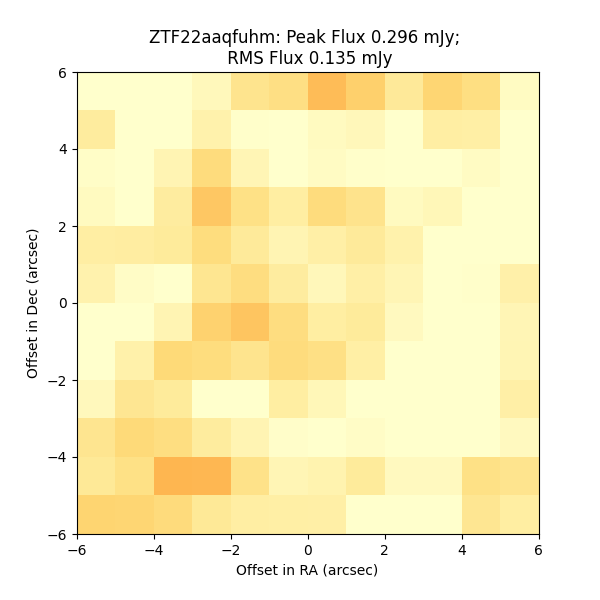 ZTF22aaqfuhm: Peak Flux 0.296 mJy;
RMS Flux 0.135 mJy
6
4
2
0
−2
−4
−6
Offset in Dec (arcsec)
−6 −4 −2 0 2 4 6
Offset in RA (arcsec)